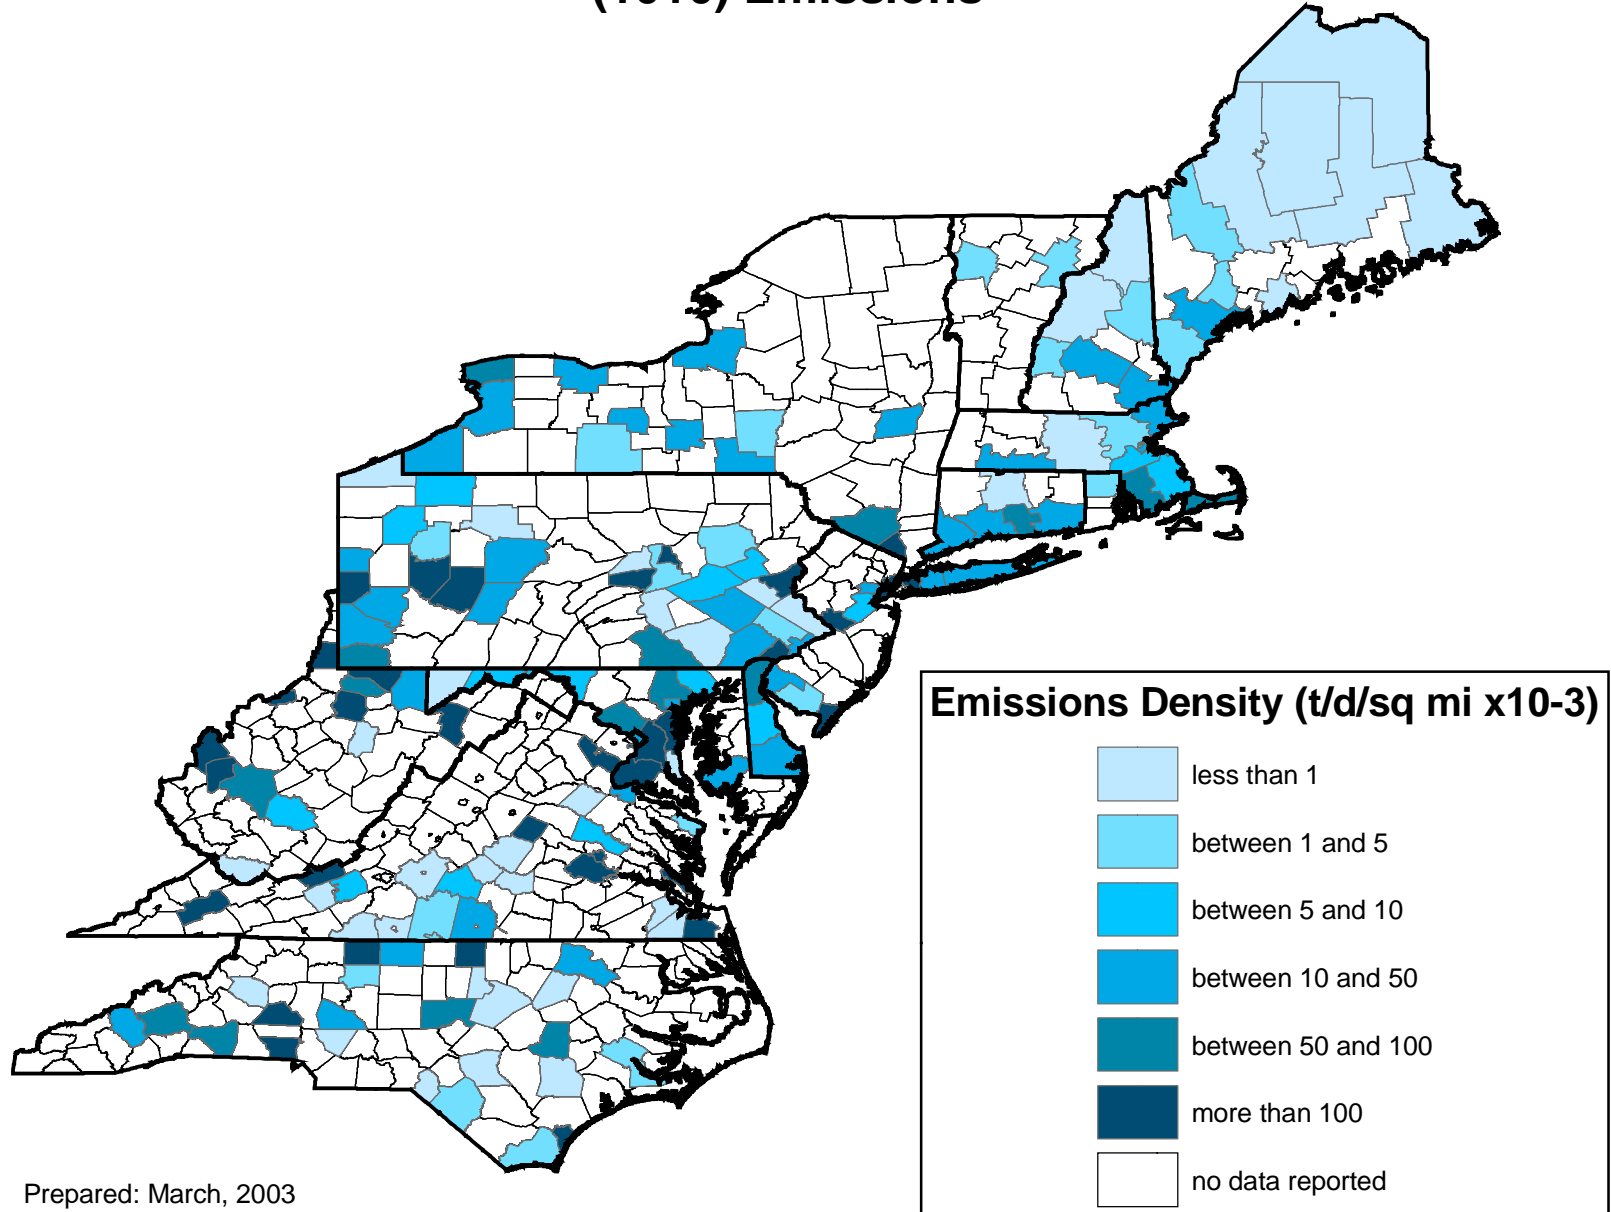 Emissions Density (t/d/sq mi x10-3)
less than 1
between 1 and 5
between 5 and 10
between 10 and 50
between 50 and 100
more than 100
no data reported
Prepared: March, 2003